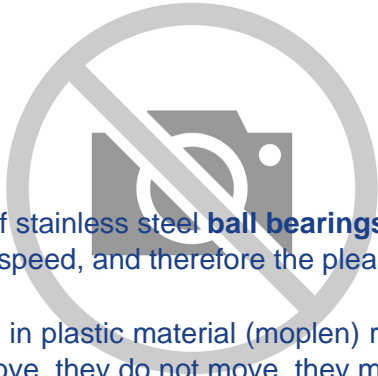 f stainless steel ball bearings
speed, and therefore the plea
in plastic material (moplen) r
ove, they do not move, they m